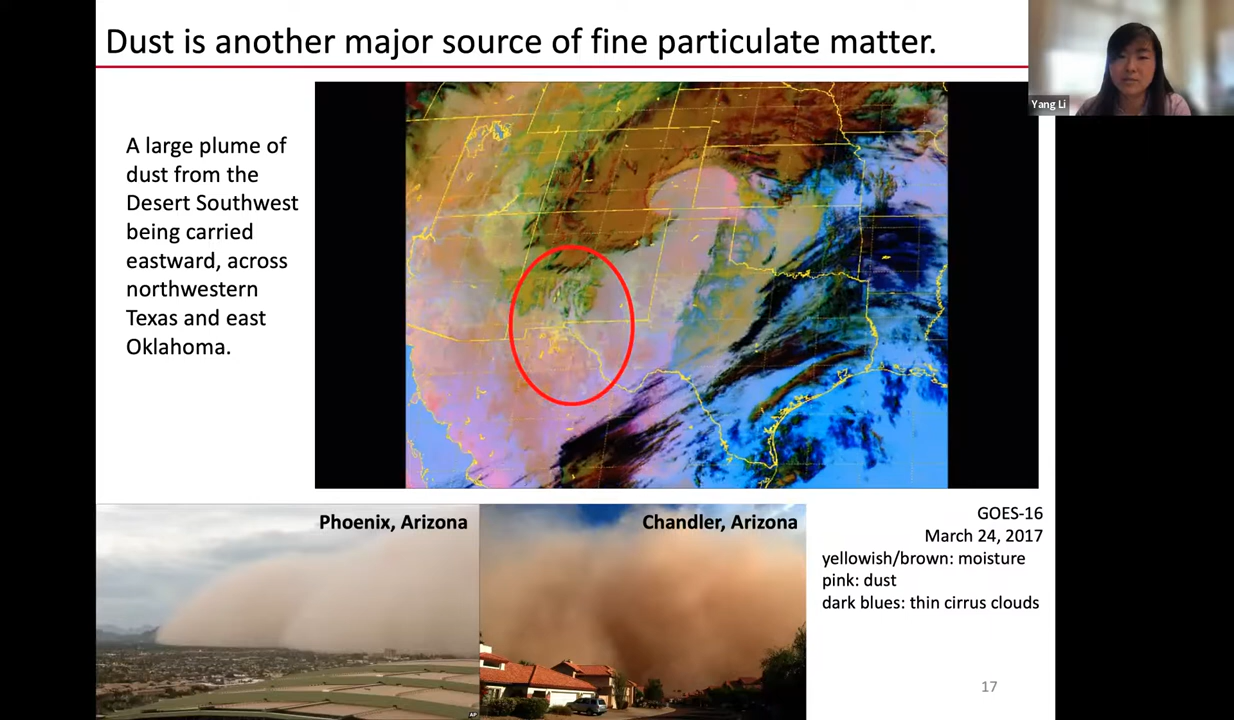 Dust is another major source of fine particulate matter.
Yang Li
A large plume of
dust from the
Desert Southwest
being carried
eastward, across
northwestern
Texas and east
Oklahoma.
Phoenix, Arizona
Chandler, Arizona
GOES-16
March 24, 2017
yellowish/brown: moisture
pink: dust
dark blues: thin cirrus clouds
AP
17